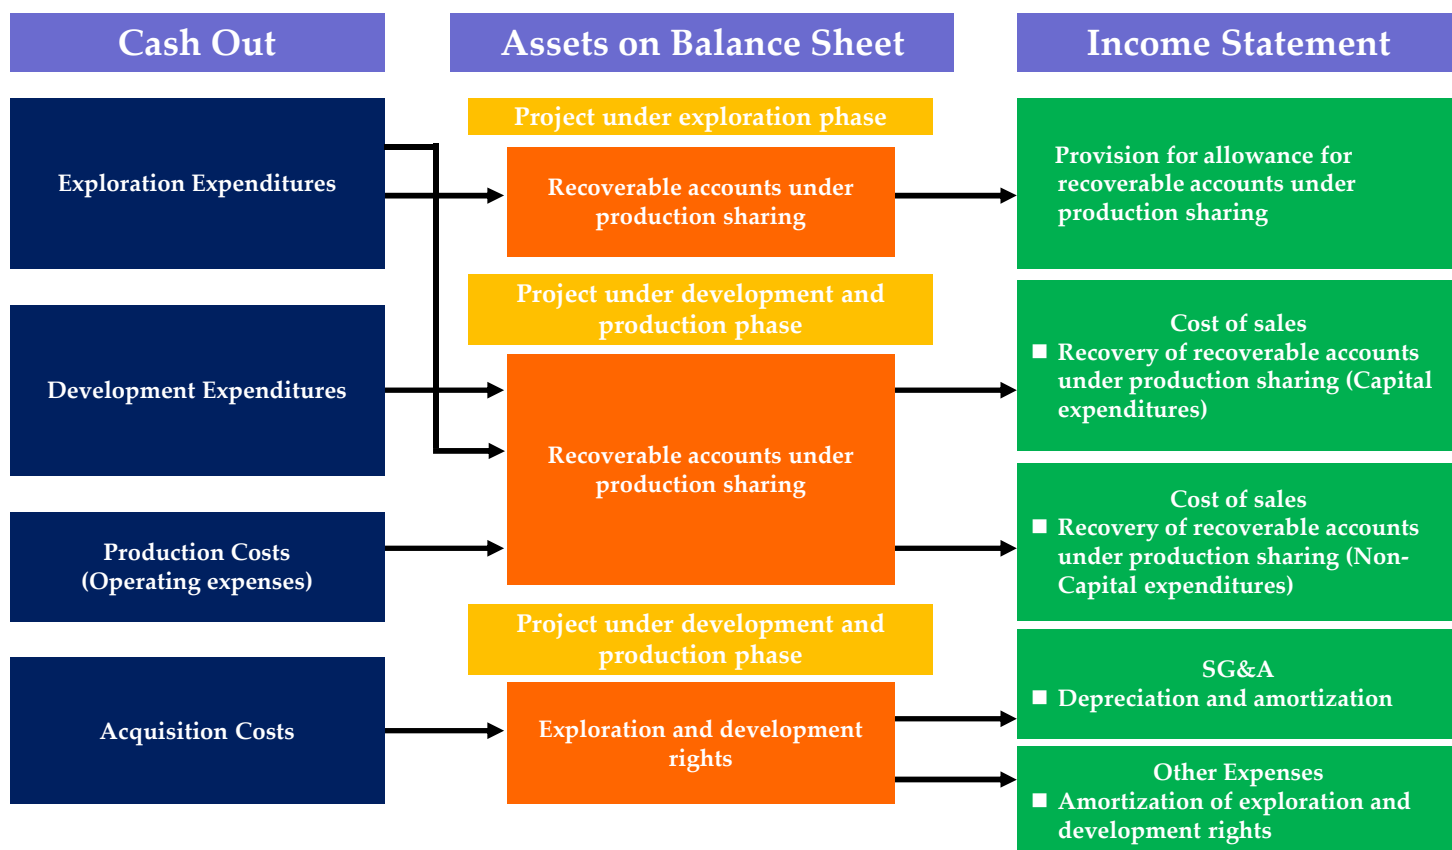 Cash Out
Assets on Balance Sheet
Income Statement
Exploration Expenditures
Development Expenditures
Production Costs
(Operating expenses)
Acquisition Costs
Project under exploration phase
Recoverable accounts under
production sharing
Project under development and
production phase
Recoverable accounts under
production sharing
Project under development and
production phase
Exploration and development
rights
Provision for allowance for
recoverable accounts under
production sharing
Cost of sales
■ Recovery of recoverable accounts
under production sharing (Capital
expenditures)
Cost of sales
■ Recovery of recoverable accounts
under production sharing (Non-
Capital expenditures)
SG&A
■ Depreciation and amortization
Other Expenses
■ Amortization of exploration and
development rights